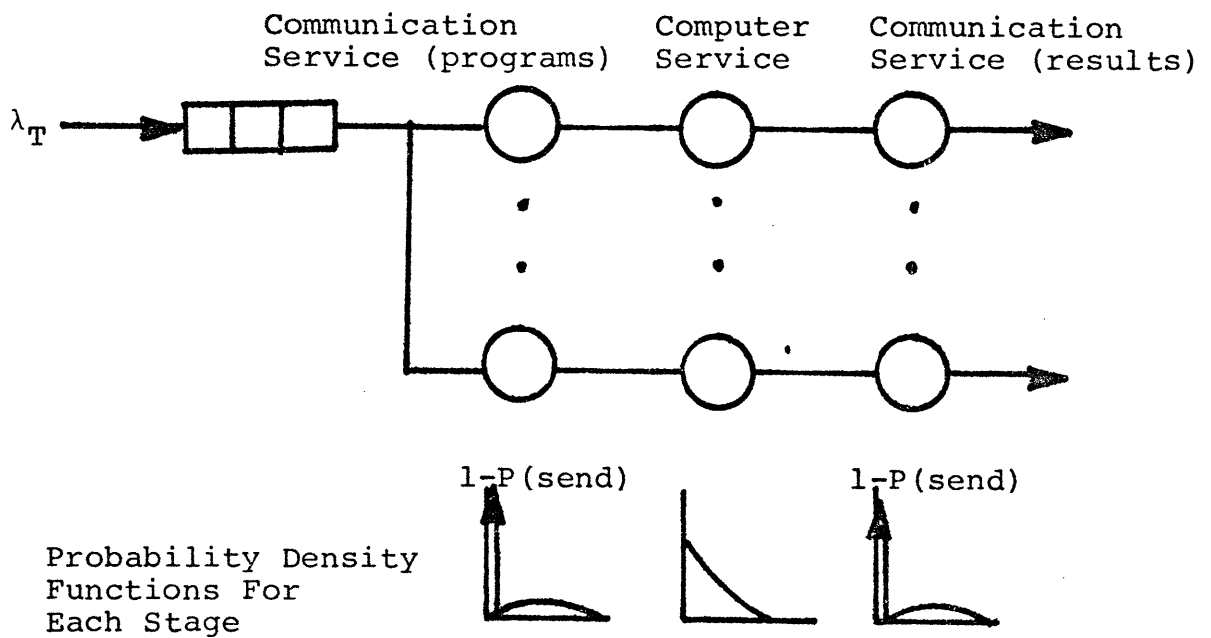 Communication
Service (programs)
Computer
Service
Communication
Service (results)
λT
1-P(send)
1-P(send)
Probability Density
Functions For
Each Stage